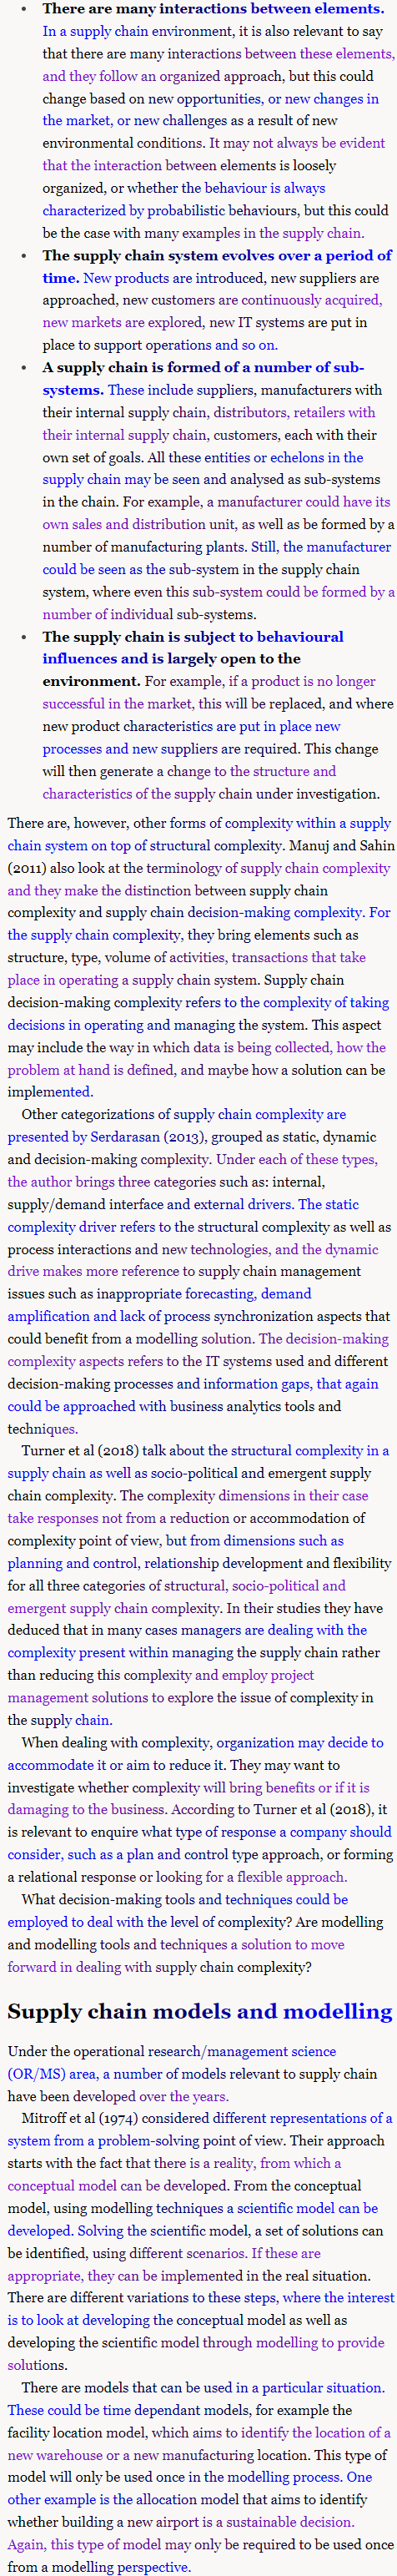 • There are many interactions between elements.
In a supply chain environment, it is also relevant to say
that there are many interactions between these elements,
and they follow an organized approach, but this could
change based on new opportunities, or new changes in
the market, or new challenges as a result of new
environmental conditions. It may not always be evident
that the interaction between elements is loosely
organized, or whether the behaviour is always
characterized by probabilistic behaviours, but this could
be the case with many examples in the supply chain.
• The supply chain system evolves over a period of
time. New products are introduced, new suppliers are
approached, new customers are continuously acquired,
new markets are explored, new IT systems are put in
place to support operations and so on.
• A supply chain is formed of a number of sub-
systems. These include suppliers, manufacturers with
their internal supply chain, distributors, retailers with
their internal supply chain, customers, each with their
own set of goals. All these entities or echelons in the
supply chain may be seen and analysed as sub-systems
in the chain. For example, a manufacturer could have its
own sales and distribution unit, as well as be formed by a
number of manufacturing plants. Still, the manufacturer
could be seen as the sub-system in the supply chain
system, where even this sub-system could be formed by a
number of individual sub-systems.
• The supply chain is subject to behavioural
influences and is largely open to the
environment. For example, if a product is no longer
successful in the market, this will be replaced, and where
new product characteristics are put in place new
processes and new suppliers are required. This change
will then generate a change to the structure and
characteristics of the supply chain under investigation.
There are, however, other forms of complexity within a supply
chain system on top of structural complexity. Manuj and Sahin
(2011) also look at the terminology of supply chain complexity
and they make the distinction between supply chain
complexity and supply chain decision-making complexity. For
the supply chain complexity, they bring elements such as
structure, type, volume of activities, transactions that take
place in operating a supply chain system. Supply chain
decision-making complexity refers to the complexity of taking
decisions in operating and managing the system. This aspect
may include the way in which data is being collected, how the
problem at hand is defined, and maybe how a solution can be
implemented.
Other categorizations of supply chain complexity are
presented by Serdarasan (2013), grouped as static, dynamic
and decision-making complexity. Under each of these types,
the author brings three categories such as: internal,
supply/demand interface and external drivers. The static
complexity driver refers to the structural complexity as well as
process interactions and new technologies, and the dynamic
drive makes more reference to supply chain management
issues such as inappropriate forecasting, demand
amplification and lack of process synchronization aspects that
could benefit from a modelling solution. The decision-making
complexity aspects refers to the IT systems used and different
decision-making processes and information gaps, that again
could be approached with business analytics tools and
techniques.
Turner et al (2018) talk about the structural complexity in a
supply chain as well as socio-political and emergent supply
chain complexity. The complexity dimensions in their case
take responses not from a reduction or accommodation of
complexity point of view, but from dimensions such as
planning and control, relationship development and flexibility
for all three categories of structural, socio-political and
emergent supply chain complexity. In their studies they have
deduced that in many cases managers are dealing with the
complexity present within managing the supply chain rather
than reducing this complexity and employ project
management solutions to explore the issue of complexity in
the supply chain.
When dealing with complexity, organization may decide to
accommodate it or aim to reduce it. They may want to
investigate whether complexity will bring benefits or if it is
damaging to the business. According to Turner et al (2018), it
is relevant to enquire what type of response a company should
consider, such as a plan and control type approach, or forming
a relational response or looking for a flexible approach.
What decision-making tools and techniques could be
employed to deal with the level of complexity? Are modelling
and modelling tools and techniques a solution to move
forward in dealing with supply chain complexity?
Supply chain models and modelling
Under the operational research/management science
(OR/MS) area, a number of models relevant to supply chain
have been developed over the years.
Mitroff et al (1974) considered different representations of a
system from a problem-solving point of view. Their approach
starts with the fact that there is a reality, from which a
conceptual model can be developed. From the conceptual
model, using modelling techniques a scientific model can be
developed. Solving the scientific model, a set of solutions can
be identified, using different scenarios. If these are
appropriate, they can be implemented in the real situation.
There are different variations to these steps, where the interest
is to look at developing the conceptual model as well as
developing the scientific model through modelling to provide
solutions.
There are models that can be used in a particular situation.
These could be time dependant models, for example the
facility location model, which aims to identify the location of a
new warehouse or a new manufacturing location. This type of
model will only be used once in the modelling process. One
other example is the allocation model that aims to identify
whether building a new airport is a sustainable decision.
Again, this type of model may only be required to be used once
from a modelling perspective.